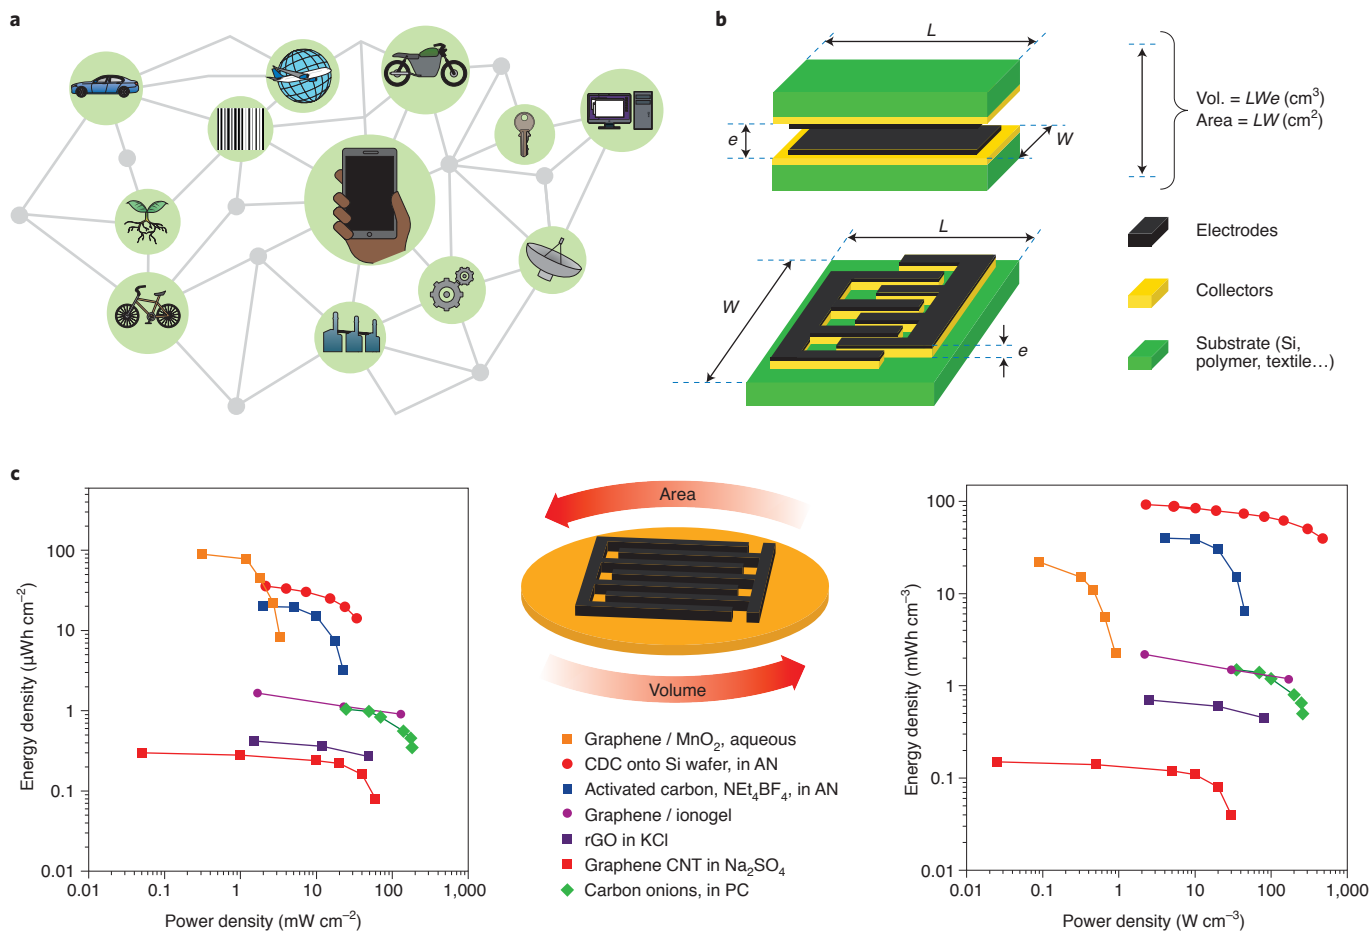 a
b
L
e
W
Vol. = LWe (cm³)
Area = LW (cm²)
L
W
e
Electrodes
Collectors
Substrate (Si,
polymer, textile…)
c
Energy density (µWh cm⁻²)
100
10
1
0.1
0.01
0.01
0.1
1
10
100
1,000
Power density (mW cm⁻²)
Area
Volume
Graphene / MnO₂, aqueous
CDC onto Si wafer, in AN
Activated carbon, NEt₄BF₄, in AN
Graphene / ionogel
rGO in KCl
Graphene CNT in Na₂SO₄
Carbon onions, in PC
Energy density (mWh cm⁻³)
100
10
1
0.1
0.01
0.01
0.1
1
10
100
1,000
Power density (W cm⁻³)